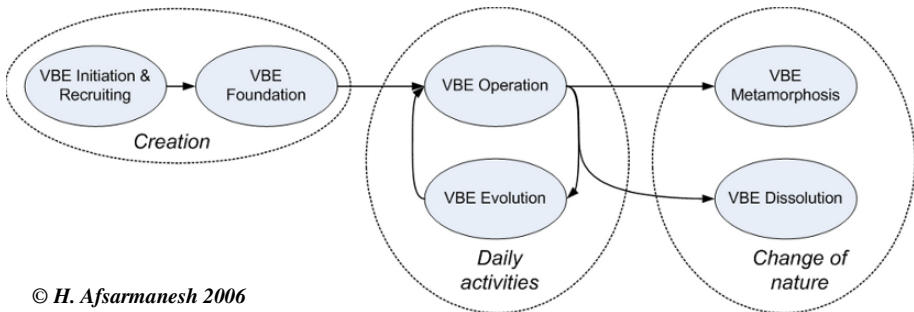 VBE Initiation &
Recruiting
VBE
Foundation
Creation
VBE Operation
VBE Evolution
Daily
activities
VBE
Metamorphosis
VBE Dissolution
Change of
nature
© H. Afsarmanesh 2006